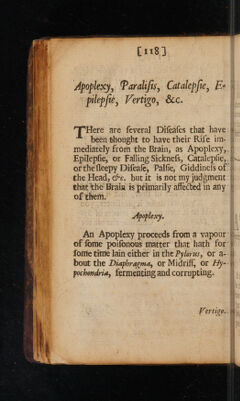 [118]
Apoplexy, Paralisis, Catalepsie, E-
pilepsie, Vertigo, &c.
THere are several Diseases that have
been thought to have their Rise im-
mediately from the Brain, as Apoplexy,
Epilepsie, or Falling Sickness, Catalepsie,
or the sleepy Disease, Palsie, Giddiness of
the Head, &c. but it is not my judgment
that the Brain is primarily affected in any
of them.
Apoplexy.
An Apoplexy proceeds from a vapour
of some poisonous matter that hath for
some time lain either in the Pylorus, or a-
bout the Diaphragma, or Midriff, or Hy-
pochondria, fermenting and corrupting.
Vertigo.